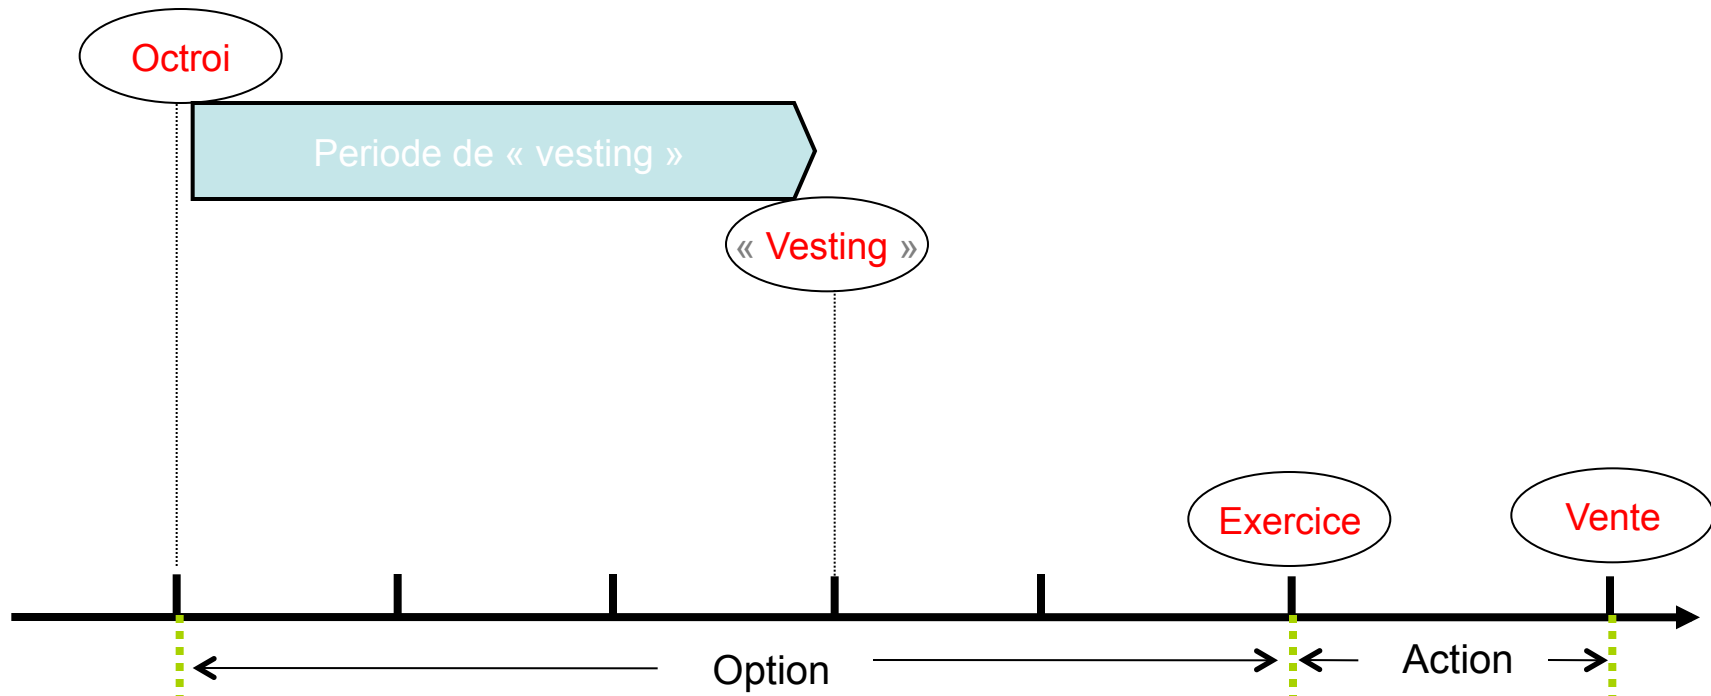 Octroi
Periode de « vesting »
« Vesting »
Exercice
Vente
Option
Action